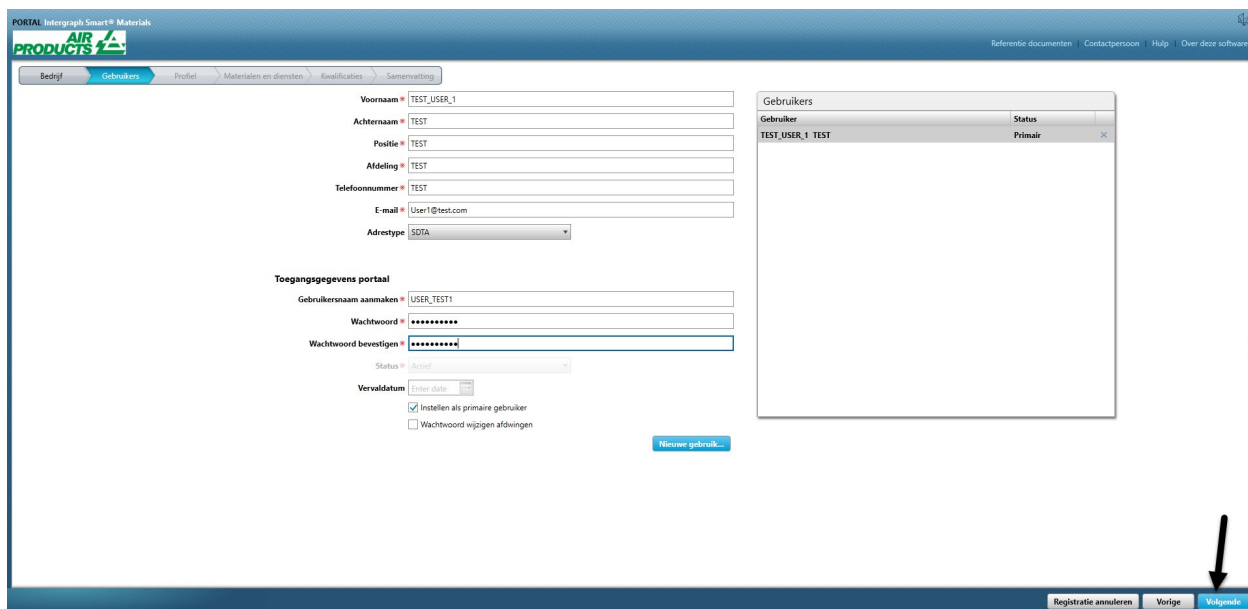 PORTAL Intergraph Smart® Materials
AIR PRODUCTS
Referentie documenten Contactpersoon Hulp Over deze software
Bedrijf Gebruikers Profiel Materialen en diensten Kwalificaties Samenvatting
Voornaam * TEST_USER_1
Achternaam * TEST
Positie * TEST
Afdeling * TEST
Telefoonnummer * TEST
E-mail * User1@test.com
Adrestype SDTA
Toegangsgegevens portaal
Gebruikersnaam aanmaken * USER_TEST1
Wachtwoord * ••••••••••
Wachtwoord bevestigen * ••••••••••
Status * Actief
Vervaldatum Enter date
Instellen als primaire gebruiker
Wachtwoord wijzigen afdwingen
Nieuwe gebruik...
Gebruikers
Gebruiker Status
TEST_USER_1 TEST Primair
Registratie annuleren Vorige Volgende